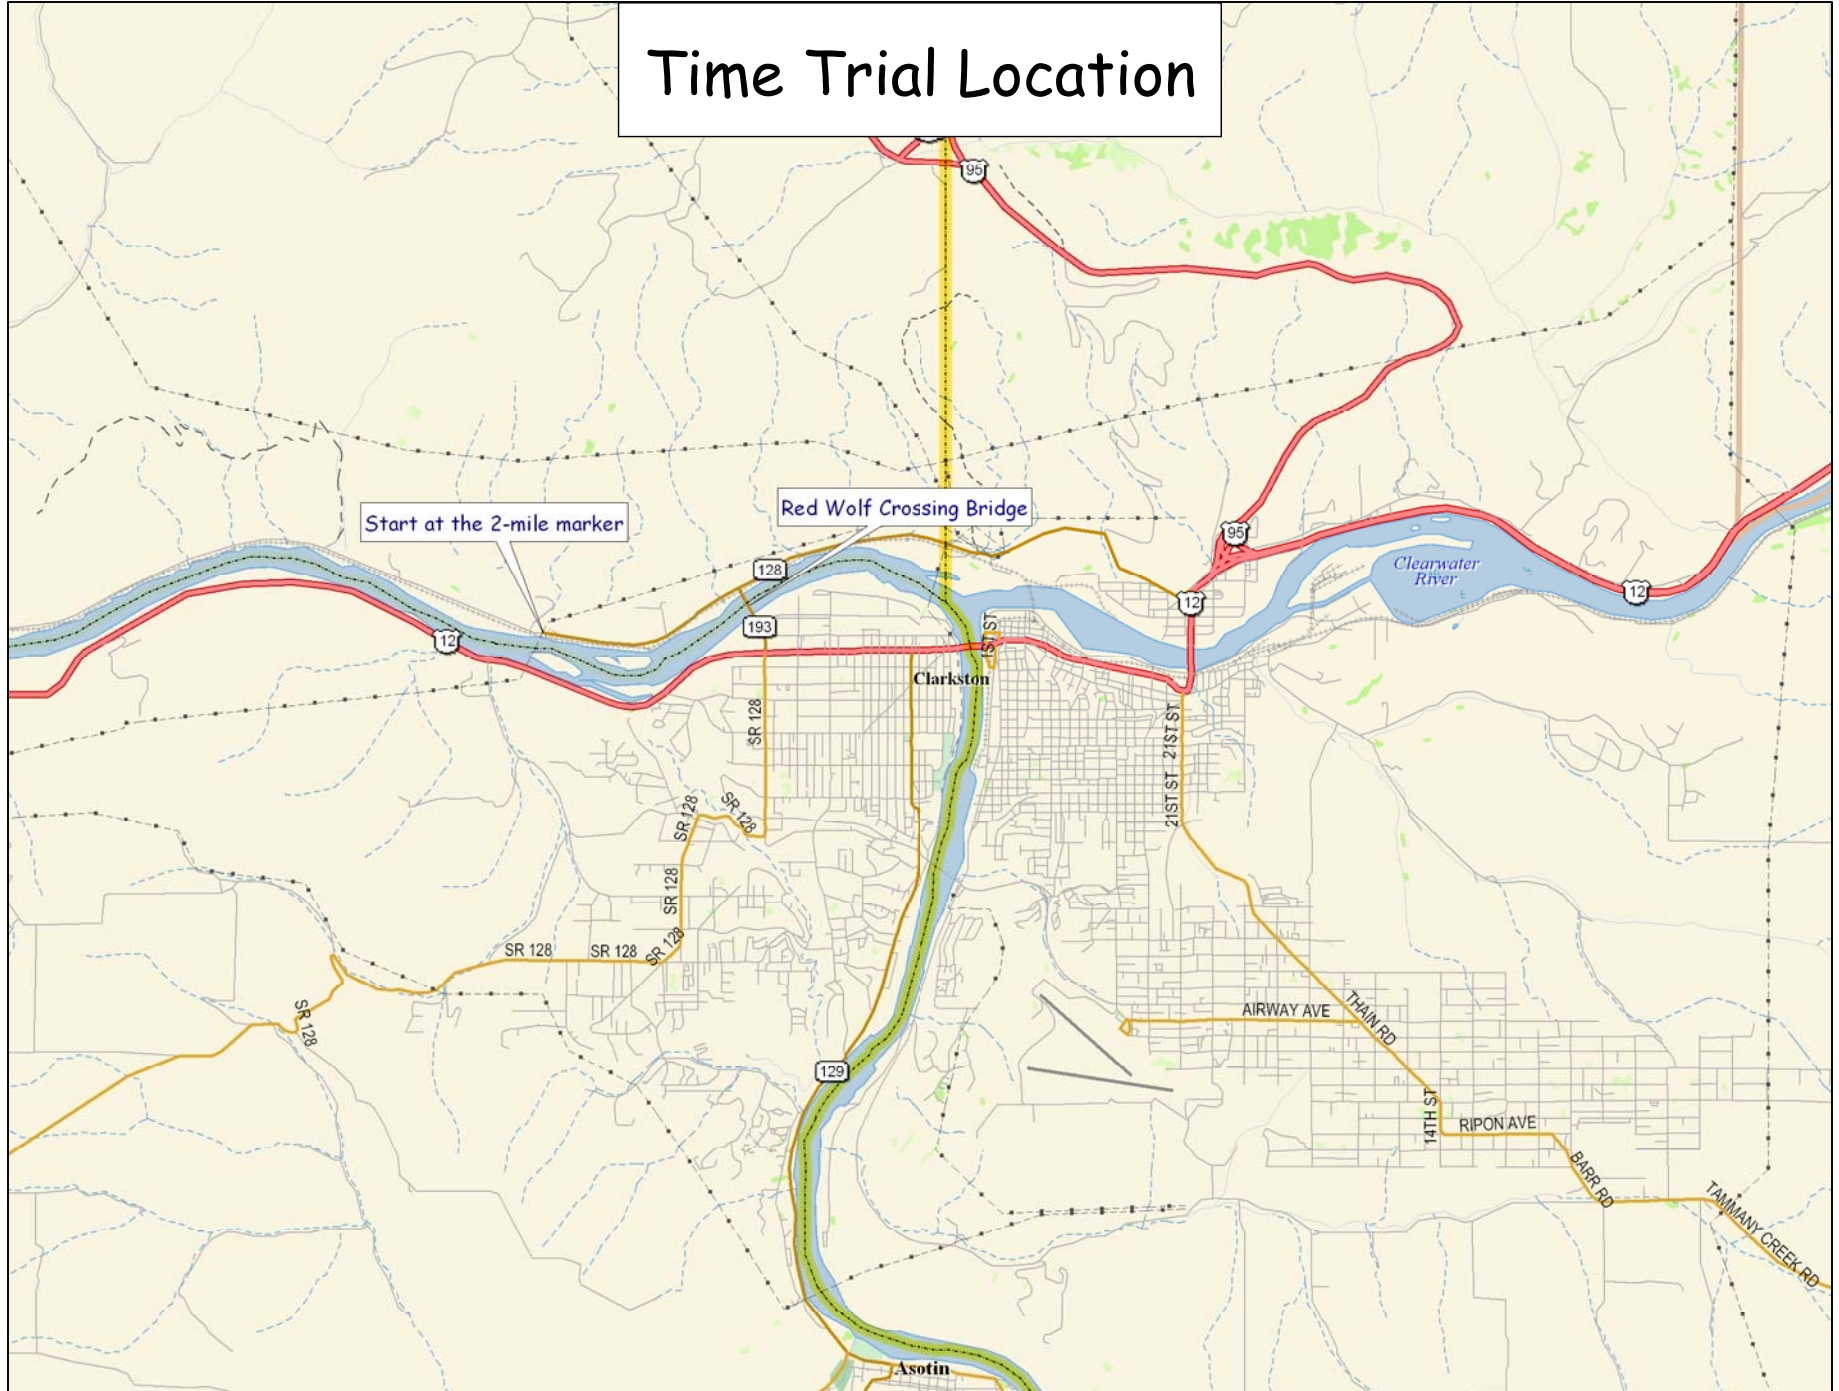 Time Trial Location
95
Red Wolf Crossing Bridge
Start at the 2-mile marker
95
128
Clearwater
River
12
12
193
12
1ST ST
Clarkston
SR 128
21ST ST
21ST ST
SR 128
SR 128
SR 128
SR 128
SR 128
SR 128
SR 128
AIRWAY AVE
THAIN RD
129
14TH ST
RIPON AVE
BARR RD
TAMMANY CREEK RD
Asotin